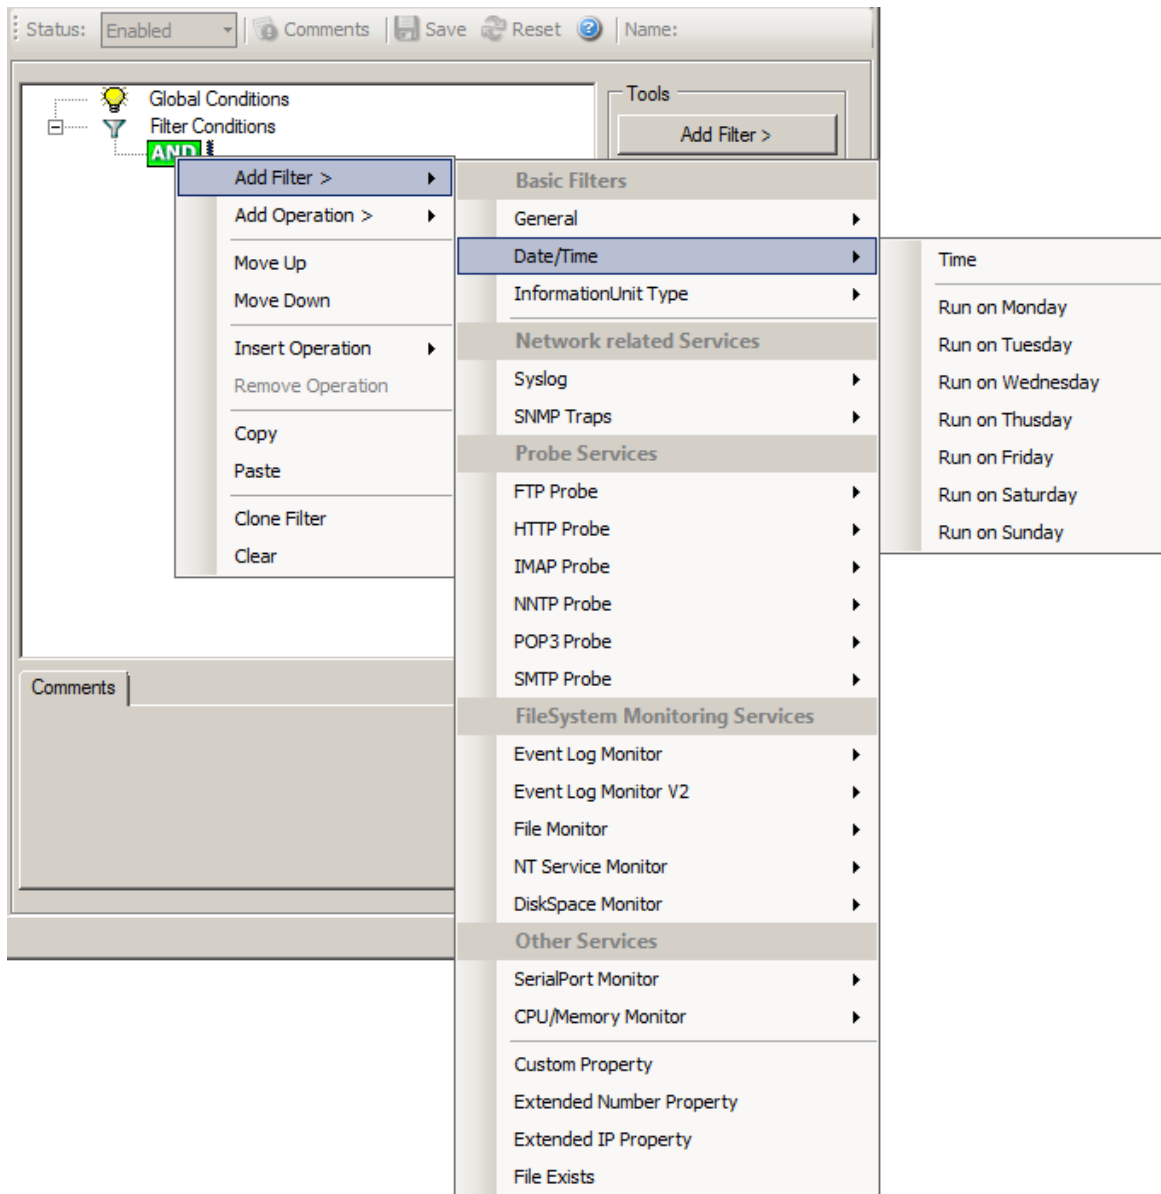 Status: Enabled Comments Save Reset Name:
Global Conditions
Filter Conditions
AND
Tools
Add Filter >
Add Filter >
Add Operation >
Move Up
Move Down
Insert Operation
Remove Operation
Copy
Paste
Clone Filter
Clear
Basic Filters
General
Date/Time
InformationUnit Type
Network related Services
Syslog
SNMP Traps
Probe Services
FTP Probe
HTTP Probe
IMAP Probe
NNTP Probe
POP3 Probe
SMTP Probe
FileSystem Monitoring Services
Event Log Monitor
Event Log Monitor V2
File Monitor
NT Service Monitor
DiskSpace Monitor
Other Services
SerialPort Monitor
CPU/Memory Monitor
Custom Property
Extended Number Property
Extended IP Property
File Exists
Time
Run on Monday
Run on Tuesday
Run on Wednesday
Run on Thusday
Run on Friday
Run on Saturday
Run on Sunday
Comments